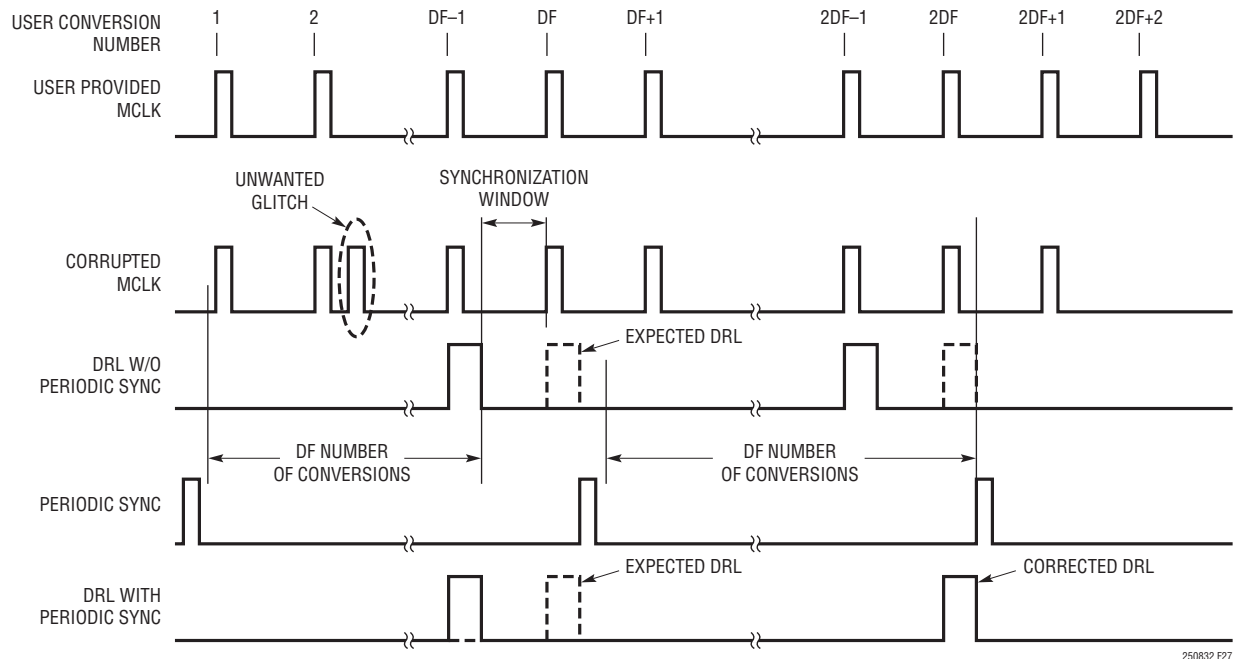 USER CONVERSION
NUMBER
1
2
DF–1
DF
DF+1
2DF–1
2DF
2DF+1
2DF+2
USER PROVIDED
MCLK
UNWANTED
GLITCH
SYNCHRONIZATION
WINDOW
CORRUPTED
MCLK
EXPECTED DRL
DRL W/O
PERIODIC SYNC
DF NUMBER
OF CONVERSIONS
DF NUMBER
OF CONVERSIONS
PERIODIC SYNC
EXPECTED DRL
CORRECTED DRL
DRL WITH
PERIODIC SYNC
250832 F27